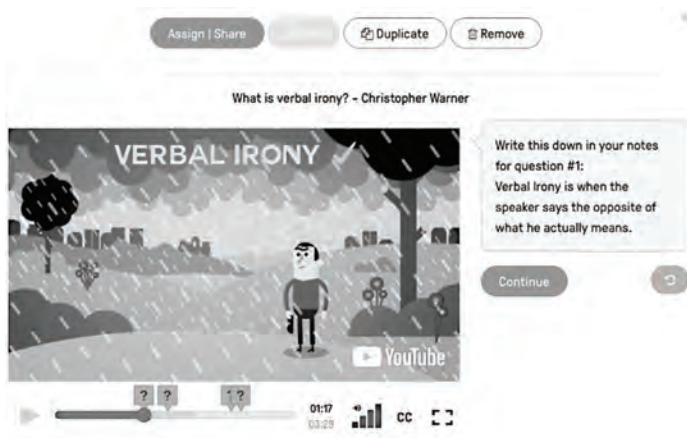 Assign | Share
Duplicate
Remove
What is verbal irony? - Christopher Warner
VERBAL IRONY
Write this down in your notes
for question #1:
Verbal Irony is when the
speaker says the opposite of
what he actually means.
Continue
YouTube
? ? ?
01:17
03:29
CC